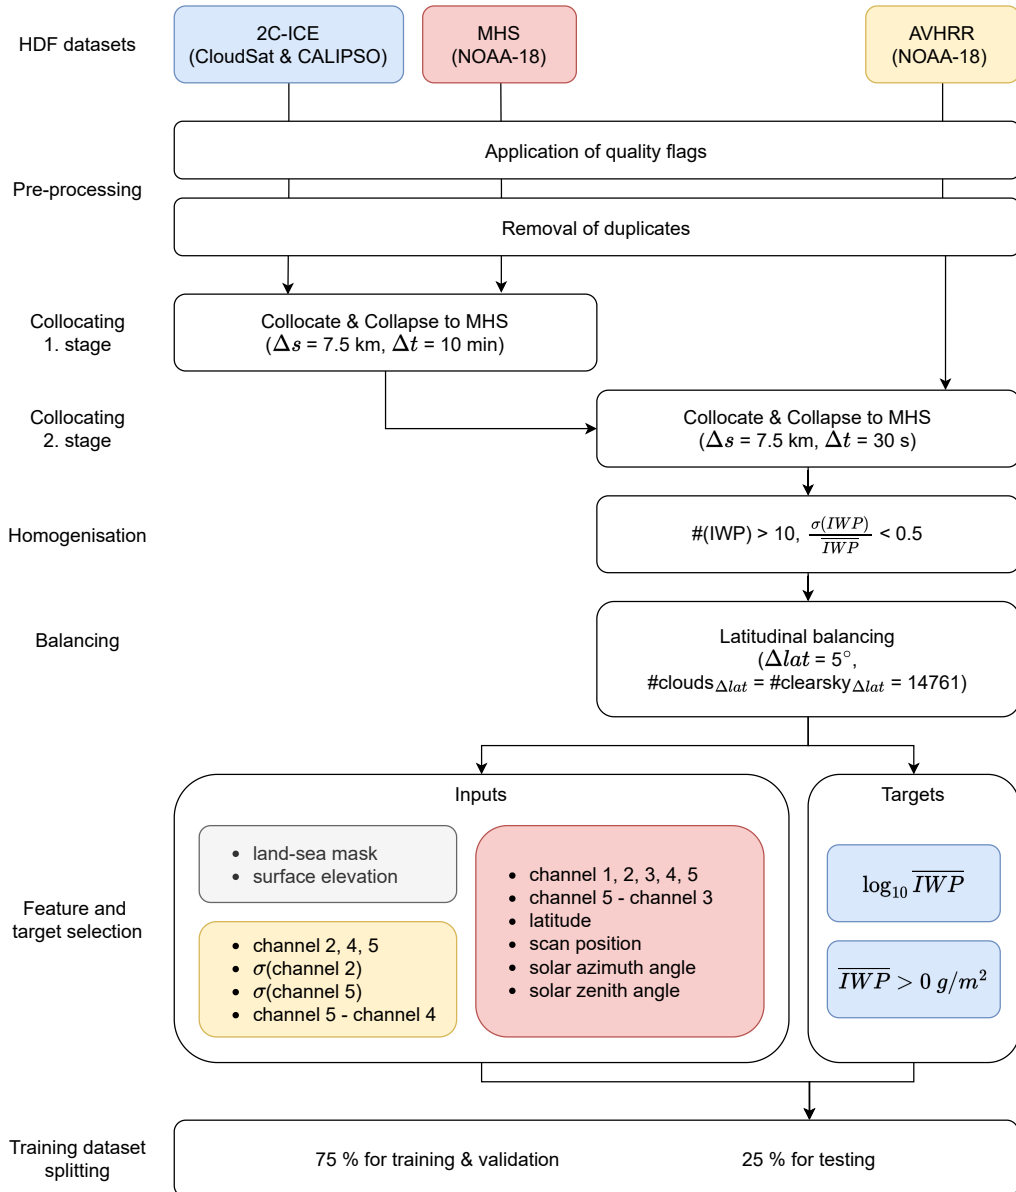 HDF datasets
2C-ICE
(CloudSat & CALIPSO)
MHS
(NOAA-18)
AVHRR
(NOAA-18)
Pre-processing
Application of quality flags
Removal of duplicates
Collocating
1. stage
Collocate & Collapse to MHS
(Δs = 7.5 km, Δt = 10 min)
Collocating
2. stage
Collocate & Collapse to MHS
(Δs = 7.5 km, Δt = 30 s)
Homogenisation
#(IWP) > 10, σ(IWP) / \overline{IWP} < 0.5
Balancing
Latitudinal balancing
(Δlat = 5°,
#clouds_Δlat = #clearsky_Δlat = 14761)
Feature and
target selection
Inputs
• land-sea mask
• surface elevation
• channel 2, 4, 5
• σ(channel 2)
• σ(channel 5)
• channel 5 - channel 4
• channel 1, 2, 3, 4, 5
• channel 5 - channel 3
• latitude
• scan position
• solar azimuth angle
• solar zenith angle
Targets
log₁₀ \overline{IWP}
\overline{IWP} > 0 g/m²
Training dataset
splitting
75 % for training & validation
25 % for testing